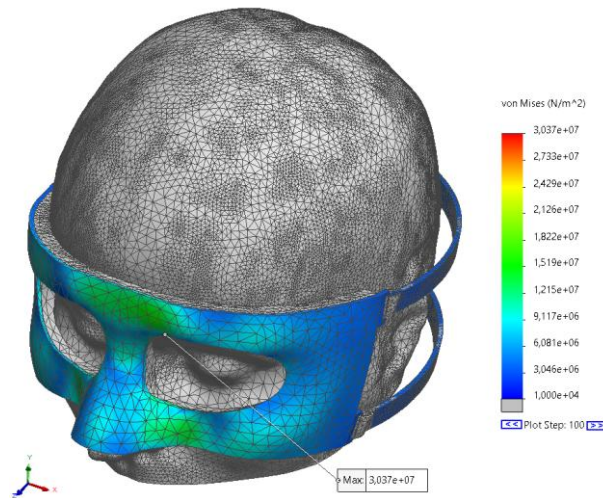 von Mises (N/m^2)
3,037e+07
2,733e+07
2,429e+07
2,126e+07
1,822e+07
1,519e+07
1,215e+07
9,117e+06
6,081e+06
3,046e+06
1,000e+04
<< Plot Step: 100 >>
Max: 3,037e+07
Y
X
Z